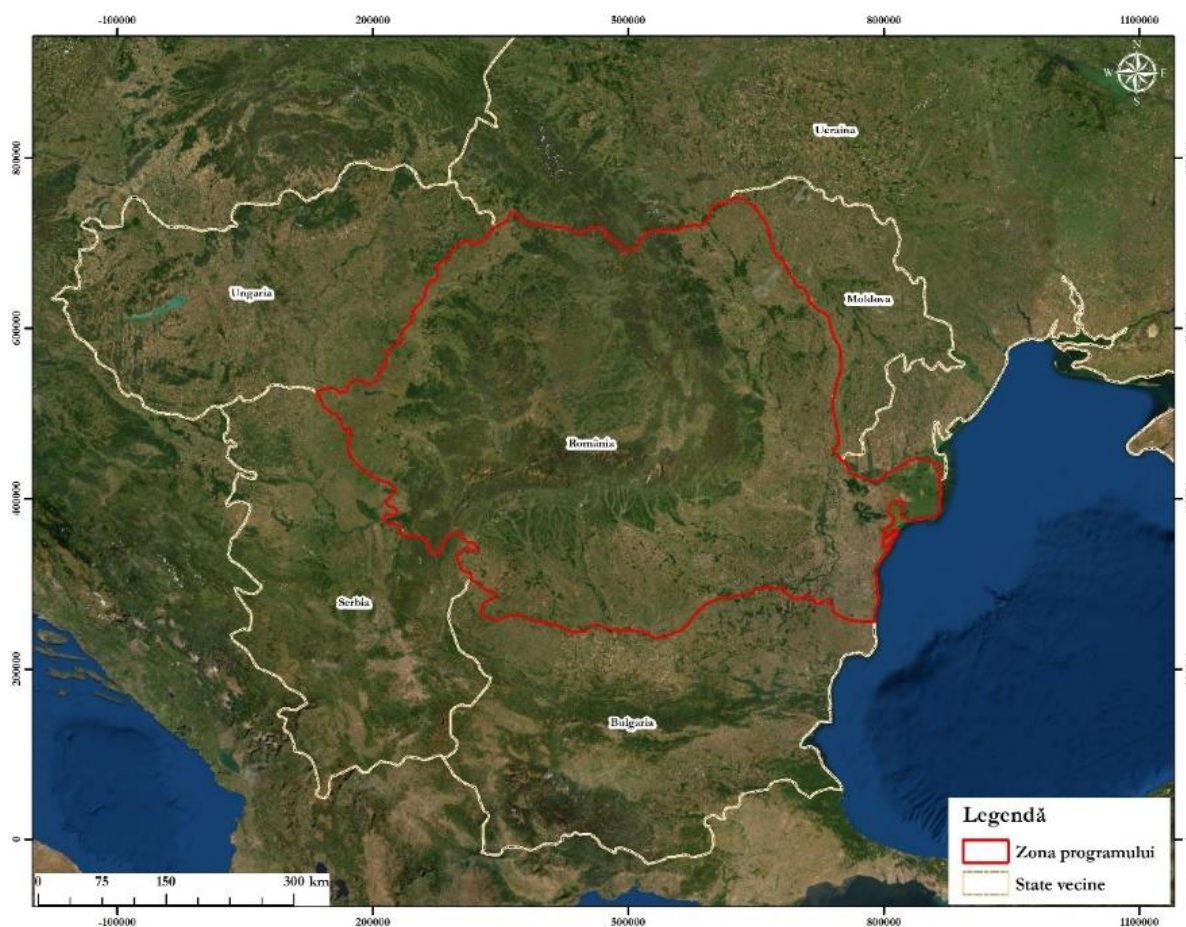 -100000 200000 500000 800000 1100000
N
W E
S
Ucraina
800000
Ungaria
Moldova
600000
România
400000
Serbia
200000
Bulgaria
Legendă
Zona programului
State vecine
0
0 75 150 300 km
-100000 200000 500000 800000 1100000